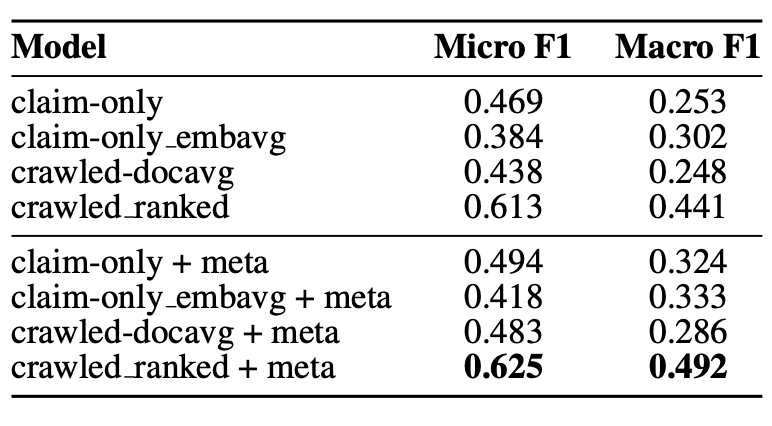 Model Micro F1 Macro F1
claim-only 0.469 0.253
claim-only_embavg 0.384 0.302
crawled-docavg 0.438 0.248
crawled_ranked 0.613 0.441
claim-only + meta 0.494 0.324
claim-only_embavg + meta 0.418 0.333
crawled-docavg + meta 0.483 0.286
crawled_ranked + meta 0.625 0.492